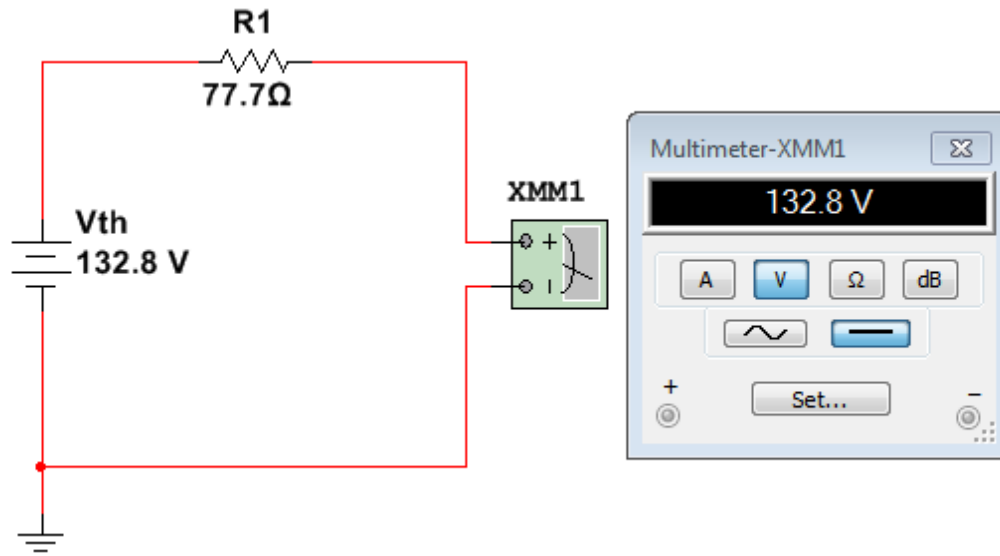 R1
77.7Ω
Vth
132.8 V
XMM1
+
-
Multimeter-XMM1
132.8 V
A V Ω dB
+ Set... -